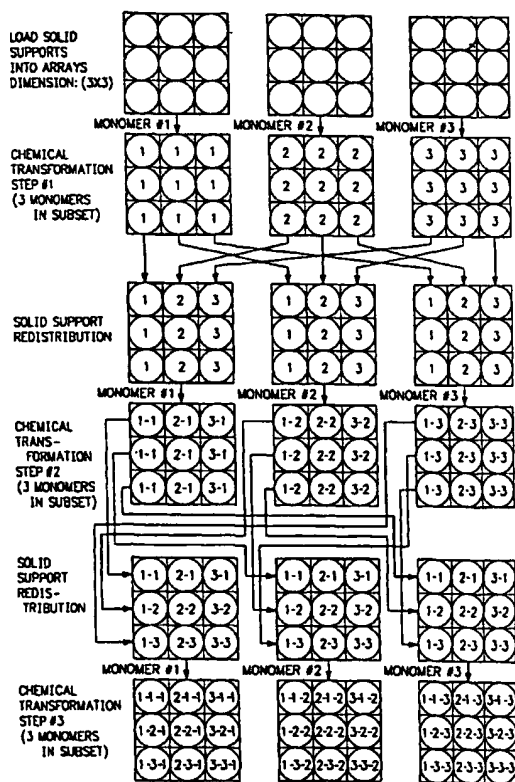 LOAD SOLID
SUPPORTS
INTO ARRAYS
DIMENSION: (3X3)
MONOMER #1 MONOMER #2 MONOMER #3
CHEMICAL
TRANSFORMATION
STEP #1
(3 MONOMERS
IN SUBSET)
1 1 1 2 2 2 3 3 3
1 1 1 2 2 2 3 3 3
1 1 1 2 2 2 3 3 3
SOLID SUPPORT
REDISTRIBUTION
1 2 3 1 2 3 1 2 3
1 2 3 1 2 3 1 2 3
1 2 3 1 2 3 1 2 3
MONOMER #1 MONOMER #2 MONOMER #3
CHEMICAL
TRANS-
FORMATION
STEP #2
(3 MONOMERS
IN SUBSET)
1-1 2-1 3-1 1-2 2-2 3-2 1-3 2-3 3-3
1-1 2-1 3-1 1-2 2-2 3-2 1-3 2-3 3-3
1-1 2-1 3-1 1-2 2-2 3-2 1-3 2-3 3-3
SOLID
SUPPORT
REDIS-
TRIBUTION
1-1 2-1 3-1 1-1 2-1 3-1 1-1 2-1 3-1
1-2 2-2 3-2 1-2 2-2 3-2 1-2 2-2 3-2
1-3 2-3 3-3 1-3 2-3 3-3 1-3 2-3 3-3
MONOMER #1 MONOMER #2 MONOMER #3
CHEMICAL
TRANSFORMATION
STEP #3
(3 MONOMERS
IN SUBSET)
1-1-1 2-1-1 3-1-1 1-1-2 2-1-2 3-1-2 1-1-3 2-1-3 3-1-3
1-2-1 2-2-1 3-2-1 1-2-2 2-2-2 3-2-2 1-2-3 2-2-3 3-2-3
1-3-1 2-3-1 3-3-1 1-3-2 2-3-2 3-3-2 1-3-3 2-3-3 3-3-3